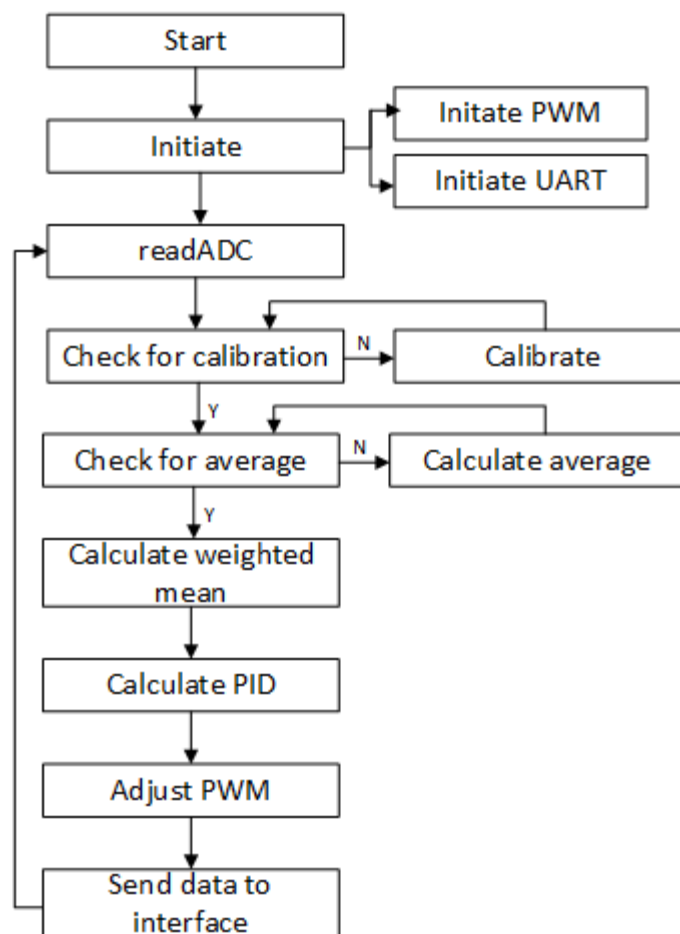 Start
Initiate
Initate PWM
Initiate UART
readADC
Check for calibration
N
Calibrate
Y
Check for average
N
Calculate average
Y
Calculate weighted
mean
Calculate PID
Adjust PWM
Send data to
interface